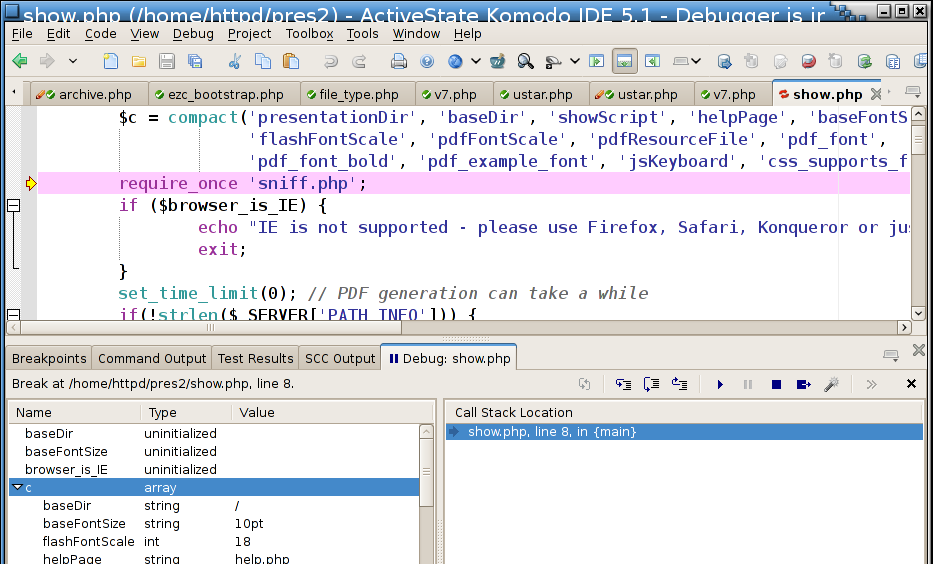 show.php (/home/httpd/pres2) - ActiveState Komodo IDE 5.1 - Debugger is
File Edit Code View Debug Project Toolbox Tools Window Help
archive.php ezc_bootstrap.php file_type.php v7.php ustar.php ustar.php v7.php show.php
$c = compact('presentationDir', 'baseDir', 'showScript', 'helpPage', 'baseFontS
'flashFontScale', 'pdfFontScale', 'pdfResourceFile', 'pdf_font',
'pdf_font_bold', 'pdf_example_font', 'jsKeyboard', 'css_supports_f
require_once 'sniff.php';
if ($browser_is_IE) {
echo "IE is not supported - please use Firefox, Safari, Konqueror or jus
exit;
}
set_time_limit(0); // PDF generation can take a while
if(!strlen($_SERVER['PATH_INFO'])) {
Breakpoints Command Output Test Results SCC Output Debug: show.php
Break at /home/httpd/pres2/show.php, line 8.
Name Type Value
Call Stack Location
baseDir uninitialized
show.php, line 8, in {main}
baseFontSize uninitialized
browser_is_IE uninitialized
c array
baseDir string /
baseFontSize string 10pt
flashFontScale int 18
helpPage string help.php